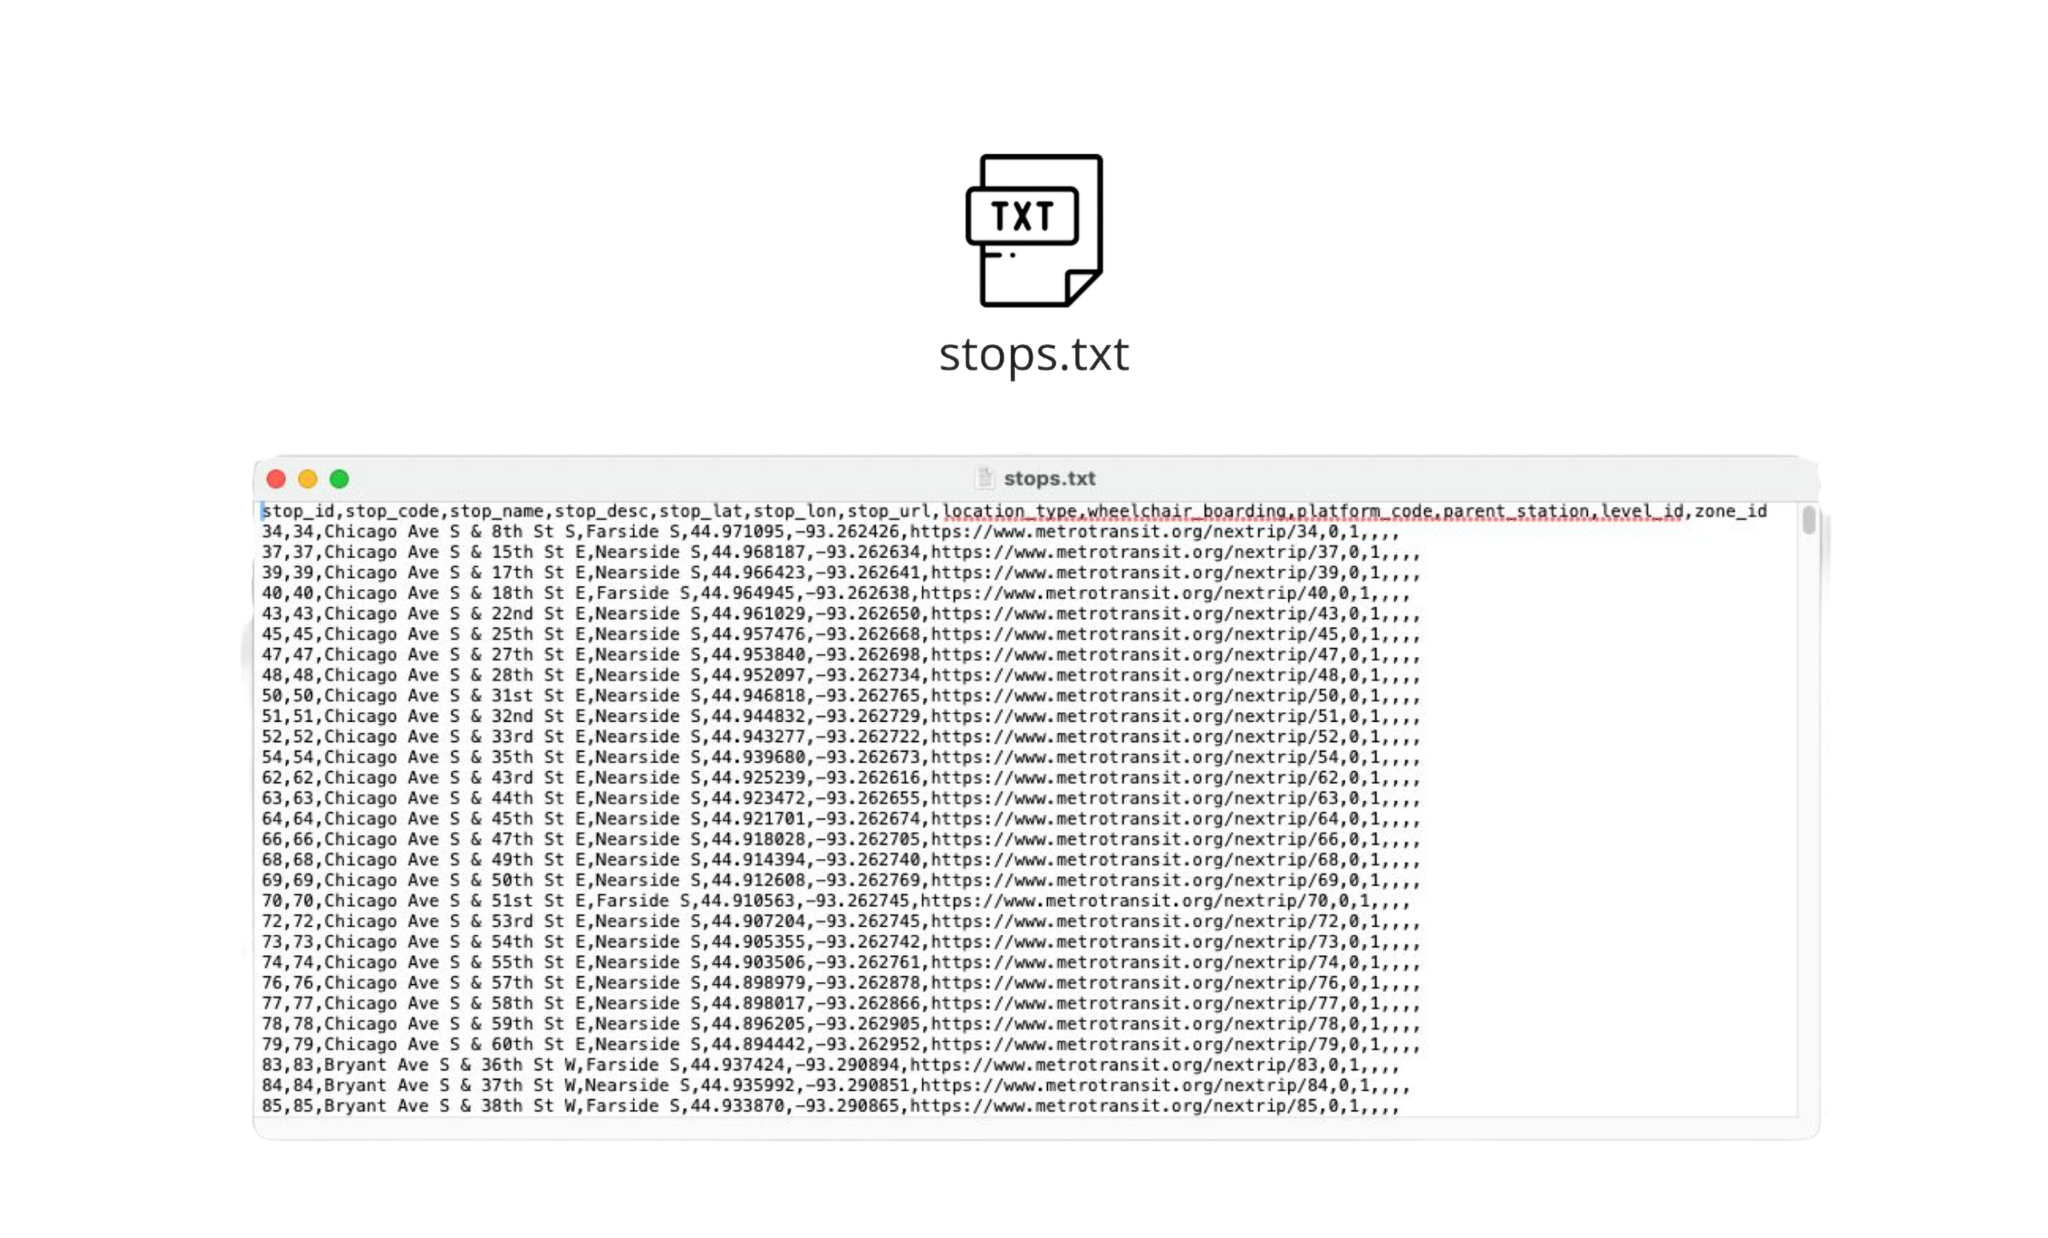 TXT
stops.txt
stops.txt
stop_id,stop_code,stop_name,stop_desc,stop_lat,stop_lon,stop_url,location_type,wheelchair_boarding,platform_code,parent_station,level_id,zone_id
34,34,Chicago Ave S & 8th St S,Farside S,44.971095,-93.262426,https://www.metrotransit.org/nextrip/34,0,1,,,,
37,37,Chicago Ave S & 15th St E,Nearside S,44.968187,-93.262634,https://www.metrotransit.org/nextrip/37,0,1,,,,
39,39,Chicago Ave S & 17th St E,Nearside S,44.966423,-93.262641,https://www.metrotransit.org/nextrip/39,0,1,,,,
40,40,Chicago Ave S & 18th St E,Farside S,44.964945,-93.262638,https://www.metrotransit.org/nextrip/40,0,1,,,,
43,43,Chicago Ave S & 22nd St E,Nearside S,44.961029,-93.262650,https://www.metrotransit.org/nextrip/43,0,1,,,,
45,45,Chicago Ave S & 25th St E,Nearside S,44.957476,-93.262668,https://www.metrotransit.org/nextrip/45,0,1,,,,
47,47,Chicago Ave S & 27th St E,Nearside S,44.953840,-93.262698,https://www.metrotransit.org/nextrip/47,0,1,,,,
48,48,Chicago Ave S & 28th St E,Nearside S,44.952097,-93.262734,https://www.metrotransit.org/nextrip/48,0,1,,,,
50,50,Chicago Ave S & 31st St E,Nearside S,44.946818,-93.262765,https://www.metrotransit.org/nextrip/50,0,1,,,,
51,51,Chicago Ave S & 32nd St E,Nearside S,44.944832,-93.262729,https://www.metrotransit.org/nextrip/51,0,1,,,,
52,52,Chicago Ave S & 33rd St E,Nearside S,44.943277,-93.262722,https://www.metrotransit.org/nextrip/52,0,1,,,,
54,54,Chicago Ave S & 35th St E,Nearside S,44.939680,-93.262673,https://www.metrotransit.org/nextrip/54,0,1,,,,
62,62,Chicago Ave S & 43rd St E,Nearside S,44.925239,-93.262616,https://www.metrotransit.org/nextrip/62,0,1,,,,
63,63,Chicago Ave S & 44th St E,Nearside S,44.923472,-93.262655,https://www.metrotransit.org/nextrip/63,0,1,,,,
64,64,Chicago Ave S & 45th St E,Nearside S,44.921701,-93.262674,https://www.metrotransit.org/nextrip/64,0,1,,,,
66,66,Chicago Ave S & 47th St E,Nearside S,44.918028,-93.262705,https://www.metrotransit.org/nextrip/66,0,1,,,,
68,68,Chicago Ave S & 49th St E,Nearside S,44.914394,-93.262740,https://www.metrotransit.org/nextrip/68,0,1,,,,
69,69,Chicago Ave S & 50th St E,Nearside S,44.912608,-93.262769,https://www.metrotransit.org/nextrip/69,0,1,,,,
70,70,Chicago Ave S & 51st St E,Farside S,44.910563,-93.262745,https://www.metrotransit.org/nextrip/70,0,1,,,,
72,72,Chicago Ave S & 53rd St E,Nearside S,44.907204,-93.262745,https://www.metrotransit.org/nextrip/72,0,1,,,,
73,73,Chicago Ave S & 54th St E,Nearside S,44.905355,-93.262742,https://www.metrotransit.org/nextrip/73,0,1,,,,
74,74,Chicago Ave S & 55th St E,Nearside S,44.903506,-93.262761,https://www.metrotransit.org/nextrip/74,0,1,,,,
76,76,Chicago Ave S & 57th St E,Nearside S,44.898979,-93.262878,https://www.metrotransit.org/nextrip/76,0,1,,,,
77,77,Chicago Ave S & 58th St E,Nearside S,44.898017,-93.262866,https://www.metrotransit.org/nextrip/77,0,1,,,,
78,78,Chicago Ave S & 59th St E,Nearside S,44.896205,-93.262905,https://www.metrotransit.org/nextrip/78,0,1,,,,
79,79,Chicago Ave S & 60th St E,Nearside S,44.894442,-93.262952,https://www.metrotransit.org/nextrip/79,0,1,,,,
83,83,Bryant Ave S & 36th St W,Farside S,44.937424,-93.290894,https://www.metrotransit.org/nextrip/83,0,1,,,,
84,84,Bryant Ave S & 37th St W,Nearside S,44.935992,-93.290851,https://www.metrotransit.org/nextrip/84,0,1,,,,
85,85,Bryant Ave S & 38th St W,Farside S,44.933870,-93.290865,https://www.metrotransit.org/nextrip/85,0,1,,,,